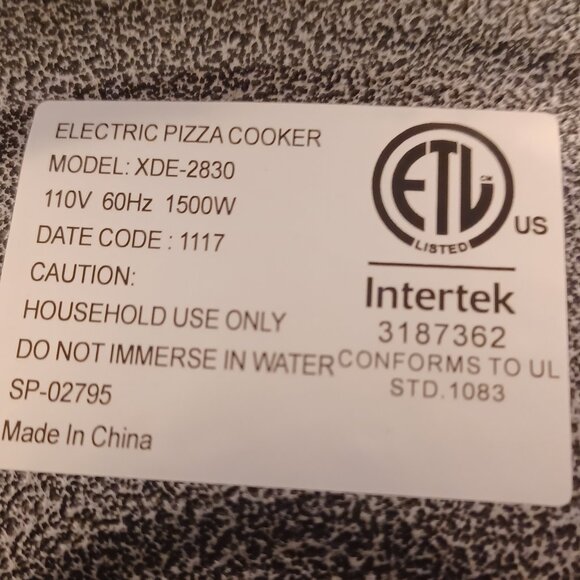 ELECTRIC PIZZA COOKER
MODEL: XDE-2830
110V 60Hz 1500W
DATE CODE : 1117
CAUTION:
HOUSEHOLD USE ONLY
DO NOT IMMERSE IN WATER
SP-02795
Made In China
ETL
CM
LISTED
US
Intertek
3187362
CONFORMS TO UL
STD.1083